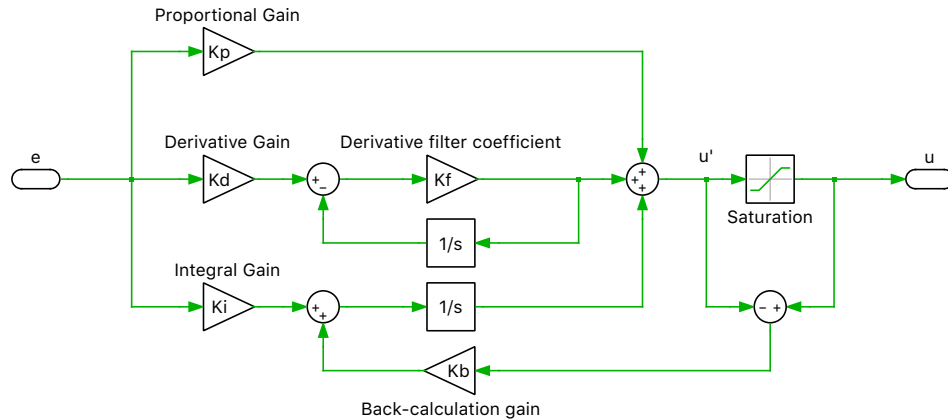 Proportional Gain
Kp
e
Derivative Gain
Kd
+
−
Derivative filter coefficient
Kf
+
+
+
u'
Saturation
u
1/s
Integral Gain
Ki
+
+
1/s
- +
Kb
Back-calculation gain